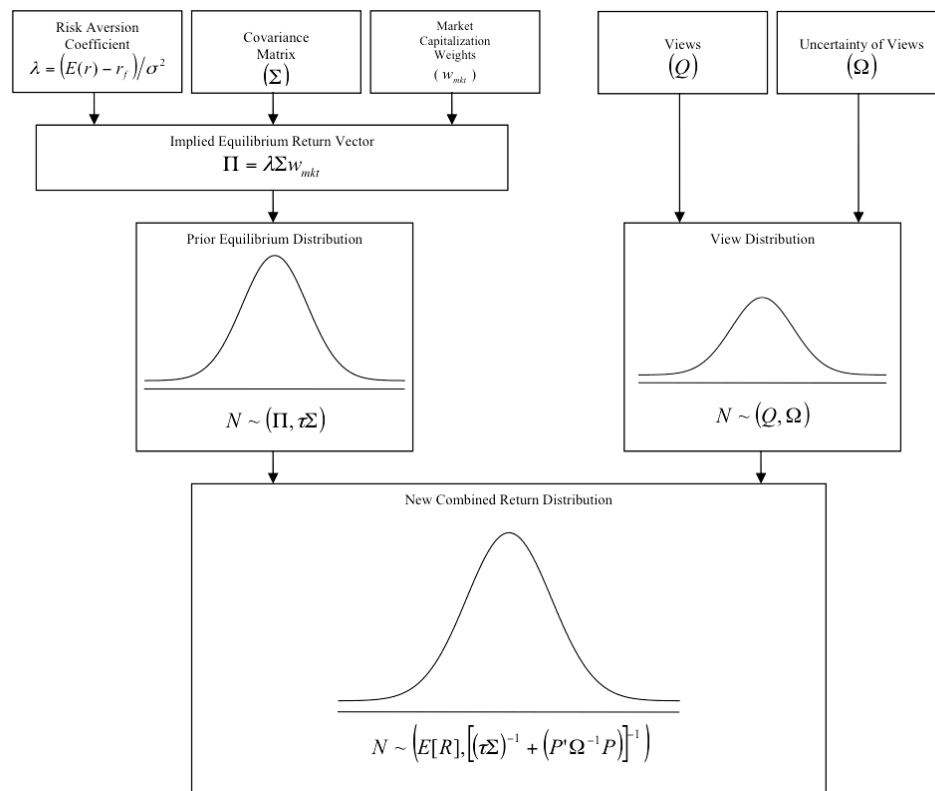 Risk Aversion
Coefficient
λ = (E(r) − r_f)/σ²
Covariance
Matrix
(Σ)
Market
Capitalization
Weights
(w_mkt)
Views
(Q)
Uncertainty of Views
(Ω)
Implied Equilibrium Return Vector
Π = λΣw_mkt
Prior Equilibrium Distribution
N ~ (Π, τΣ)
View Distribution
N ~ (Q, Ω)
New Combined Return Distribution
N ~ (E[R], [(τΣ)⁻¹ + (P'Ω⁻¹P)]⁻¹)